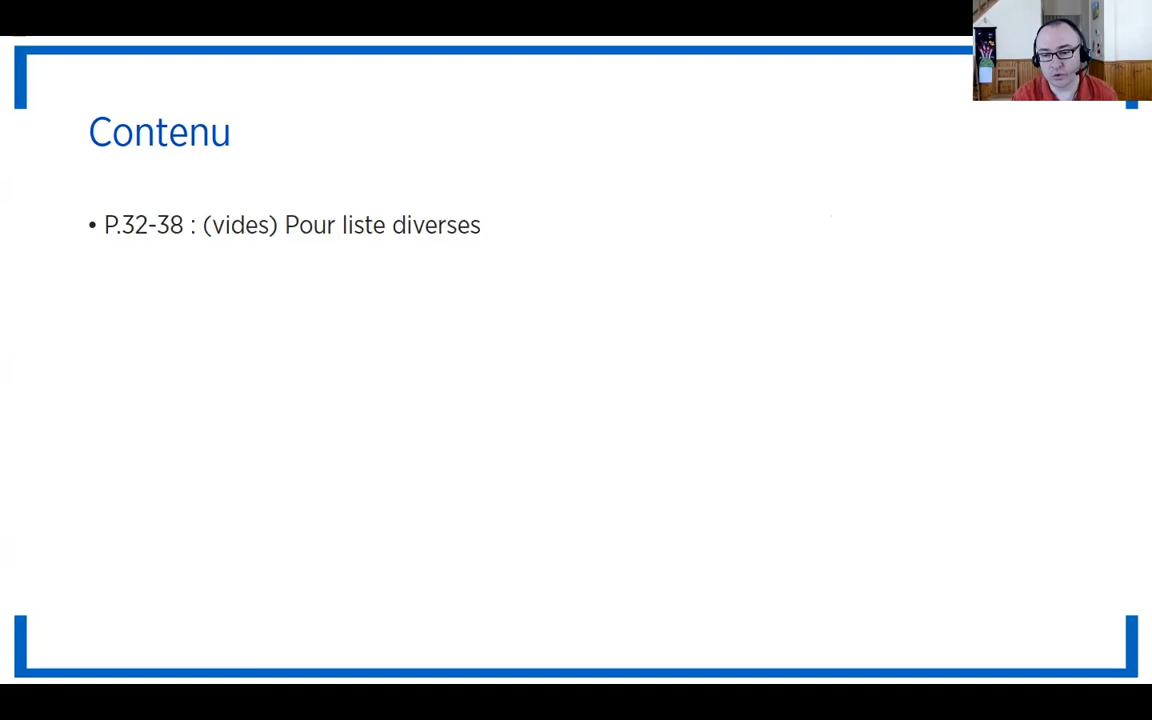 Contenu
• P.32-38 : (vides) Pour liste diverses